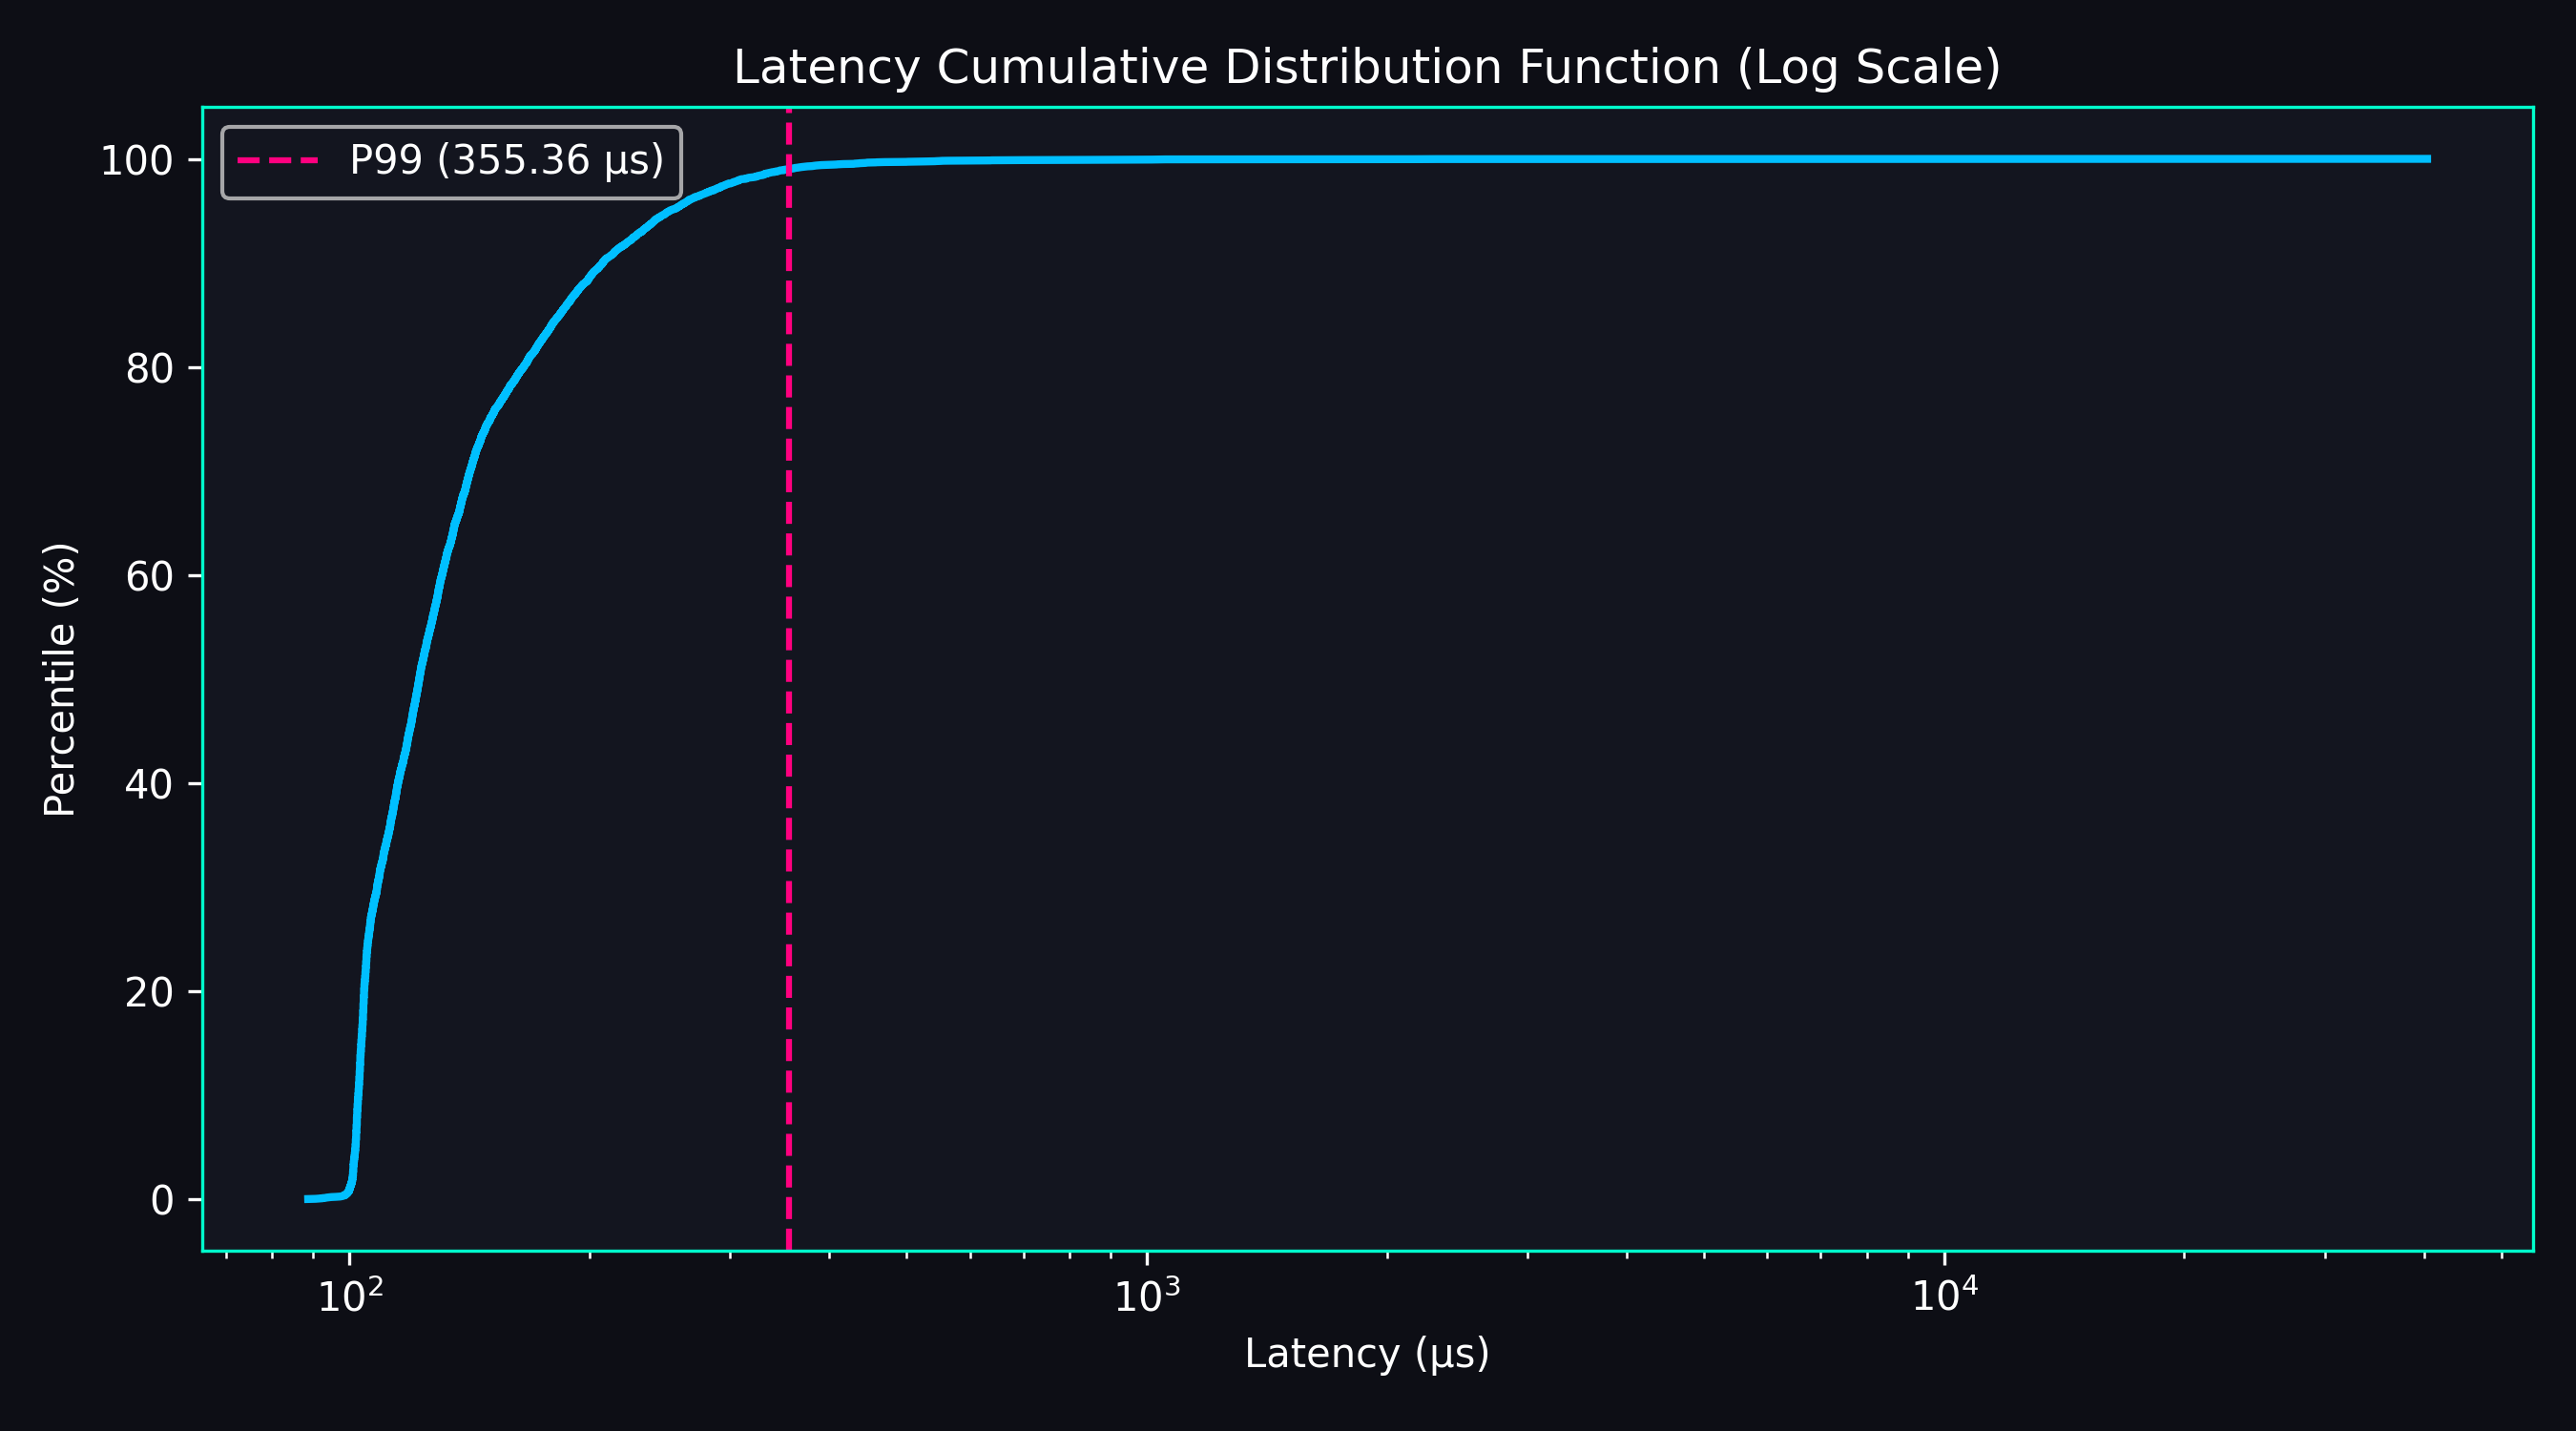 Latency Cumulative Distribution Function (Log Scale)
P99 (355.36 µs)
Percentile (%)
100
80
60
40
20
0
10² 10³ 10⁴
Latency (µs)